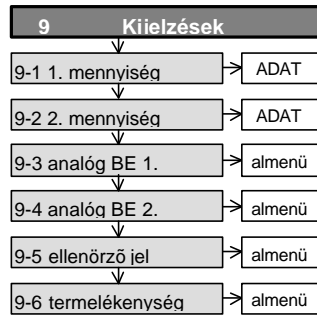 9 Kijelzések
9-1 1. mennyiség ADAT
9-2 2. mennyiség ADAT
9-3 analóg BE 1. almenü
9-4 analóg BE 2. almenü
9-5 ellenörzõ jel almenü
9-6 termelékenység almenü